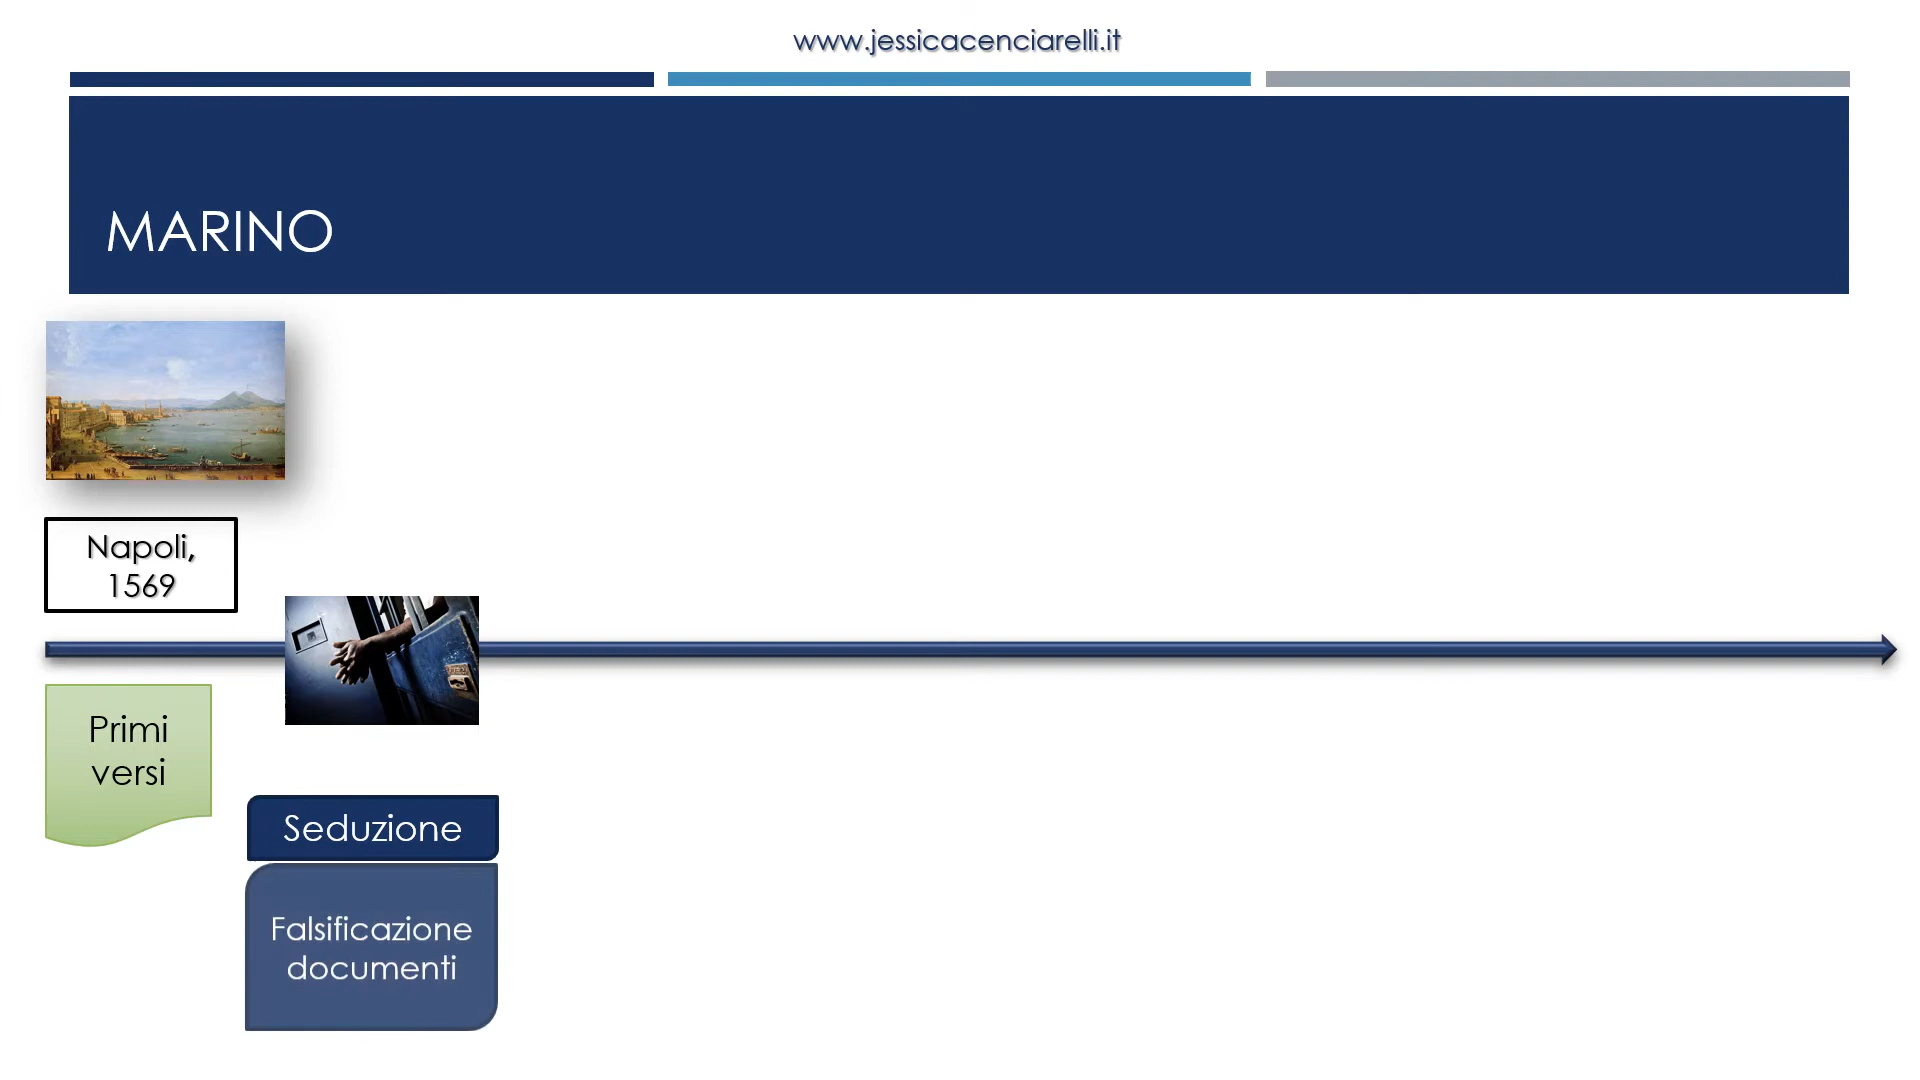 www.jessicacenciarelli.it
MARINO
Napoli,
1569
Primi
versi
Seduzione
Falsificazione
documenti